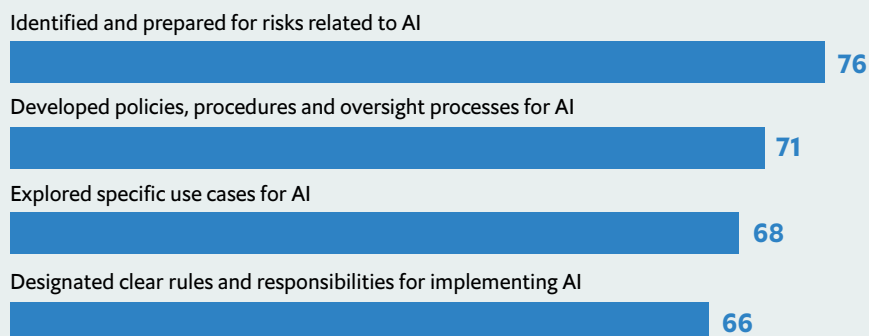 Identified and prepared for risks related to AI
76
Developed policies, procedures and oversight processes for AI
71
Explored specific use cases for AI
68
Designated clear rules and responsibilities for implementing AI
66